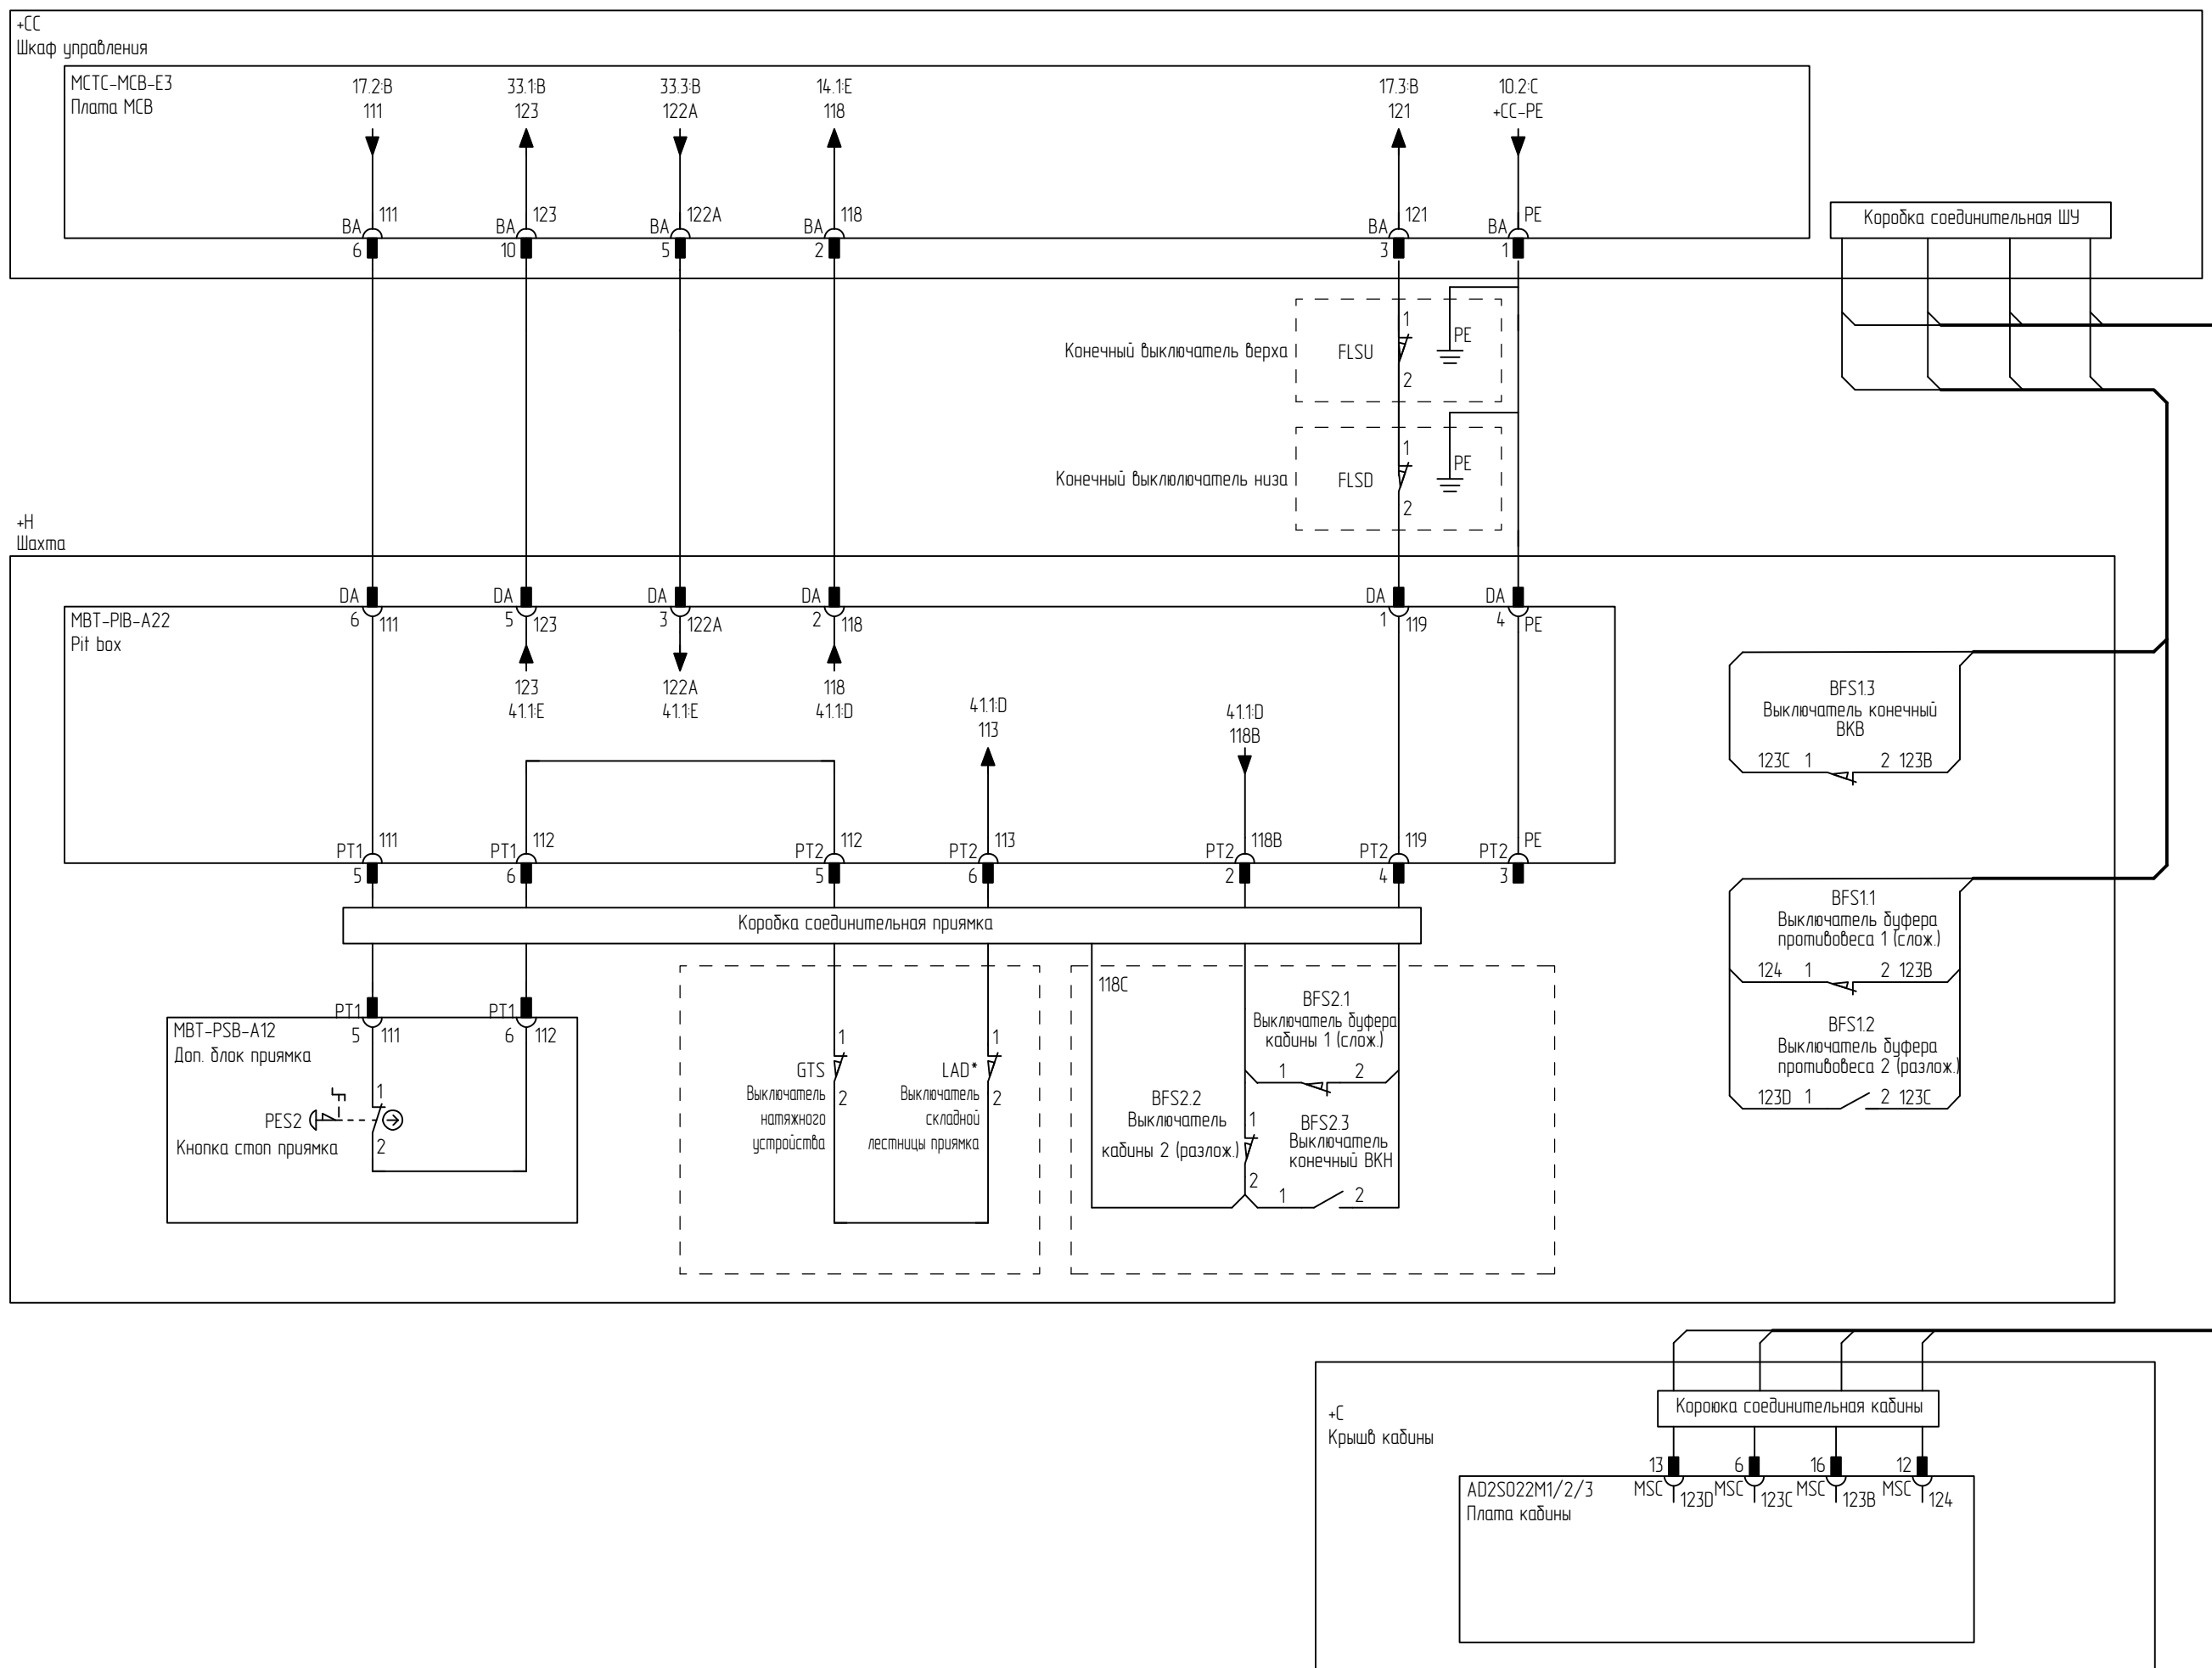 +CC
Шкаф управления
MCTC-MCB-E3
Плата MCB
17.2:B
111
33.1:B
123
33.3:B
122A
14.1:E
118
17.3:B
121
10.2:C
+CC-PE
BA 111
6
BA 123
10
BA 122A
5
BA 118
2
BA 121
3
BA PE
1
Коробка соединительная ШУ
Конечный выключатель верха
FLSU
1
2
PE
Конечный выклюлючатель низа
FLSD
1
2
PE
+H
Шахта
MBT-PIB-A22
Pit box
DA
6 111
DA
5 123
DA
3 122A
DA
2 118
DA
1 119
DA
4 PE
123
41.1:E
122A
41.1:E
118
41.1:D
41.1:D
113
41.1:D
118B
PT1 111
5
PT1 112
6
PT2 112
5
PT2 113
6
PT2 118B
2
PT2 119
4
PT2 PE
3
Коробка соединительная приямка
BFS1.3
Выключатель конечный
ВКВ
123C 1 2 123B
BFS1.1
Выключатель буфера
противовеса 1 (слож.)
124 1 2 123B
BFS1.2
Выключатель буфера
противовеса 2 (разлож.)
123D 1 2 123C
MBT-PSB-A12
Доп. блок приямка
PT1
5 111
PT1
6 112
PES2
1
2
Кнопка стоп приямка
GTS
Выключатель
натяжного
устройства
1
2
LAD*
Выключатель
складной
лестницы приямка
1
2
118C
BFS2.1
Выключатель буфера
кабины 1 (слож.)
1 2
BFS2.2
Выключатель
кабины 2 (разлож.)
1
2
BFS2.3
Выключатель
конечный ВКН
1 2
+C
Крышв кабины
Короюка соединительная кабины
13
MSC 123D
6
MSC 123C
16
MSC 123B
12
MSC 124
AD2S022M1/2/3
Плата кабины